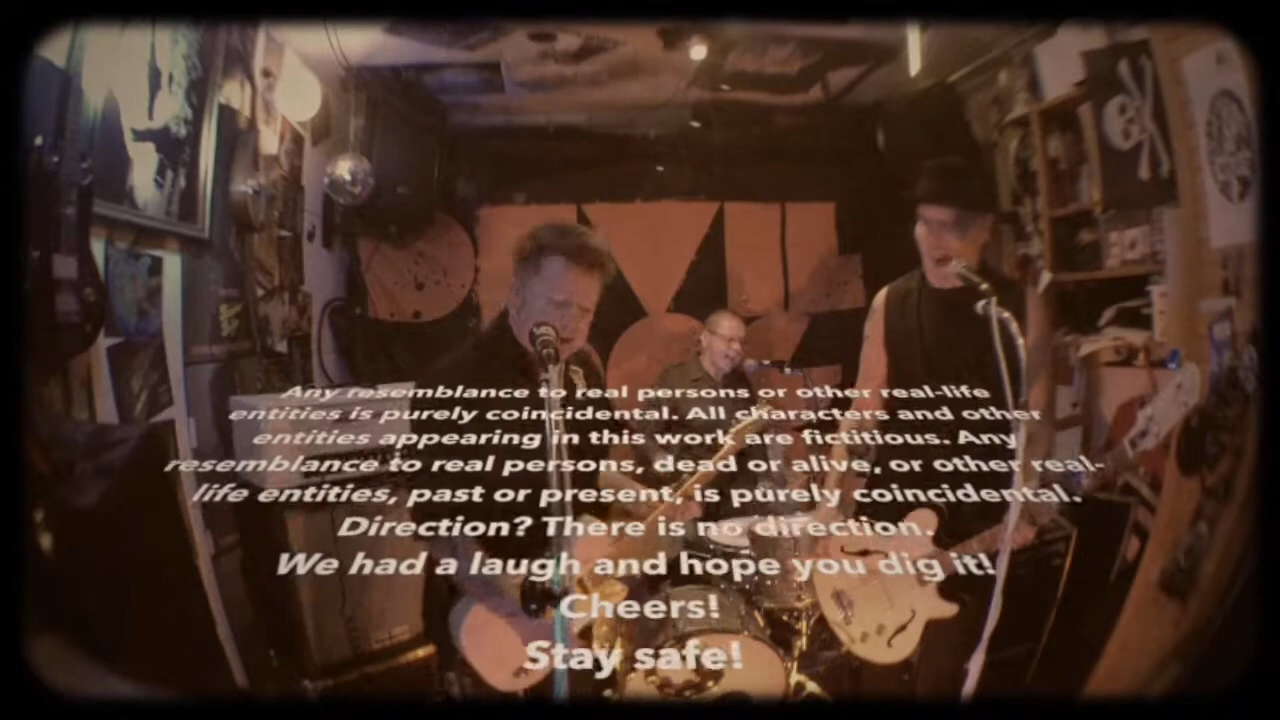 Any resemblance to real persons or other real-life
entities is purely coincidental. All characters and other
entities appearing in this work are fictitious. Any
resemblance to real persons, dead or alive, or other real-
life entities, past or present, is purely coincidental.
Direction? There is no direction.
We had a laugh and hope you dig it!
Cheers!
Stay safe!